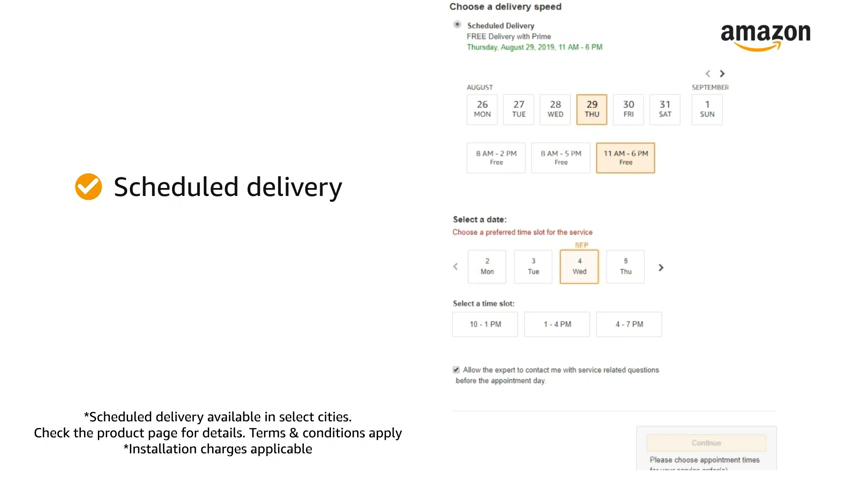 Choose a delivery speed
Scheduled Delivery
FREE Delivery with Prime
Thursday, August 29, 2019, 11 AM - 6 PM
amazon
AUGUST
SEPTEMBER
26 27 28 29 30 31 1
MON TUE WED THU FRI SAT SUN
8 AM - 2 PM 8 AM - 5 PM 11 AM - 6 PM
Free Free Free
Scheduled delivery
Select a date:
Choose a preferred time slot for the service
SEP
2 3 4 5
Mon Tue Wed Thu
Select a time slot:
10 - 1 PM 1 - 4 PM 4 - 7 PM
Allow the expert to contact me with service related questions
before the appointment day.
*Scheduled delivery available in select cities.
Check the product page for details. Terms & conditions apply
*Installation charges applicable
Continue
Please choose appointment times